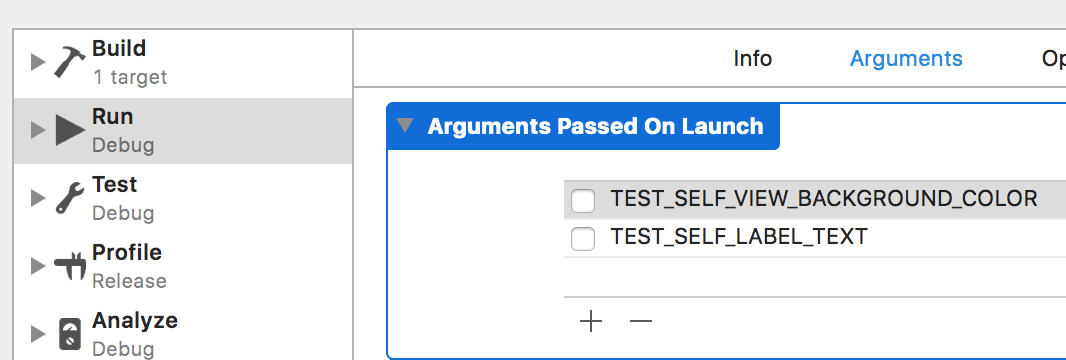 Build
1 target
Run
Debug
Test
Debug
Profile
Release
Analyze
Debug
Info Arguments Op
Arguments Passed On Launch
TEST_SELF_VIEW_BACKGROUND_COLOR
TEST_SELF_LABEL_TEXT